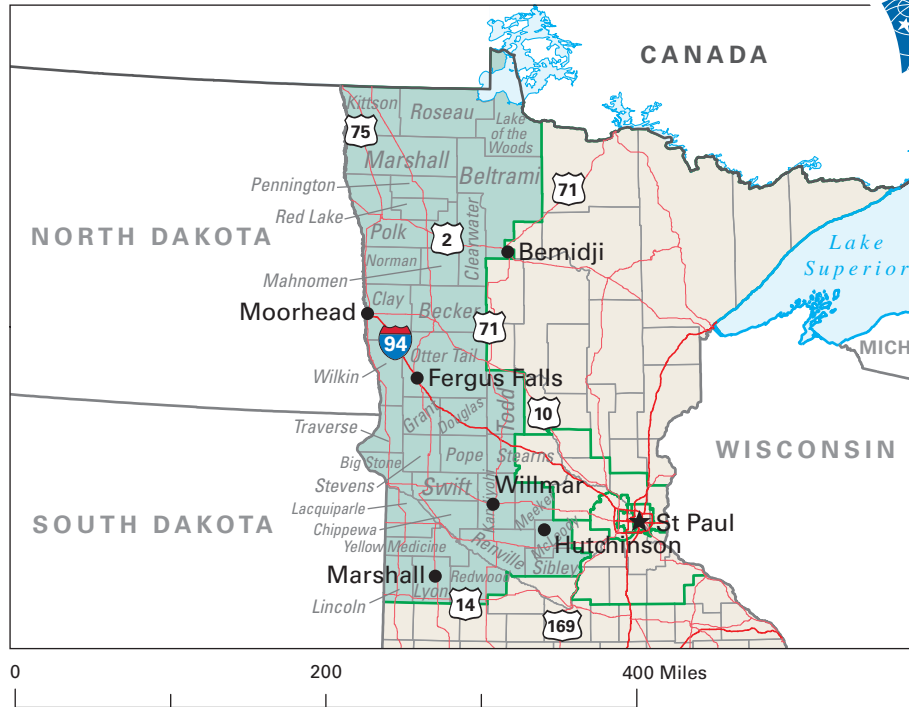 CANADA
Kittson
Roseau
Lake
of the
Woods
75
Marshall
Beltrami
Pennington
71
Red Lake
Clearwater
NORTH DAKOTA
Polk
2
Lake
Superior
Bemidji
Norman
Mahnomen
Clay
Becker
Moorhead
71
94
Otter Tail
MICH
Wilkin
Fergus Falls
Grant
Douglas
Todd
10
Traverse
WISCONSIN
Big Stone
Pope
Stearns
Stevens
Swift
Willmar
Kandiyohi
Lacquiparle
Meeker
SOUTH DAKOTA
Chippewa
St Paul
McLeod
Hutchinson
Yellow Medicine
Renville
Sibley
Marshall
Redwood
Lyon
Lincoln
14
169
0
200
400 Miles